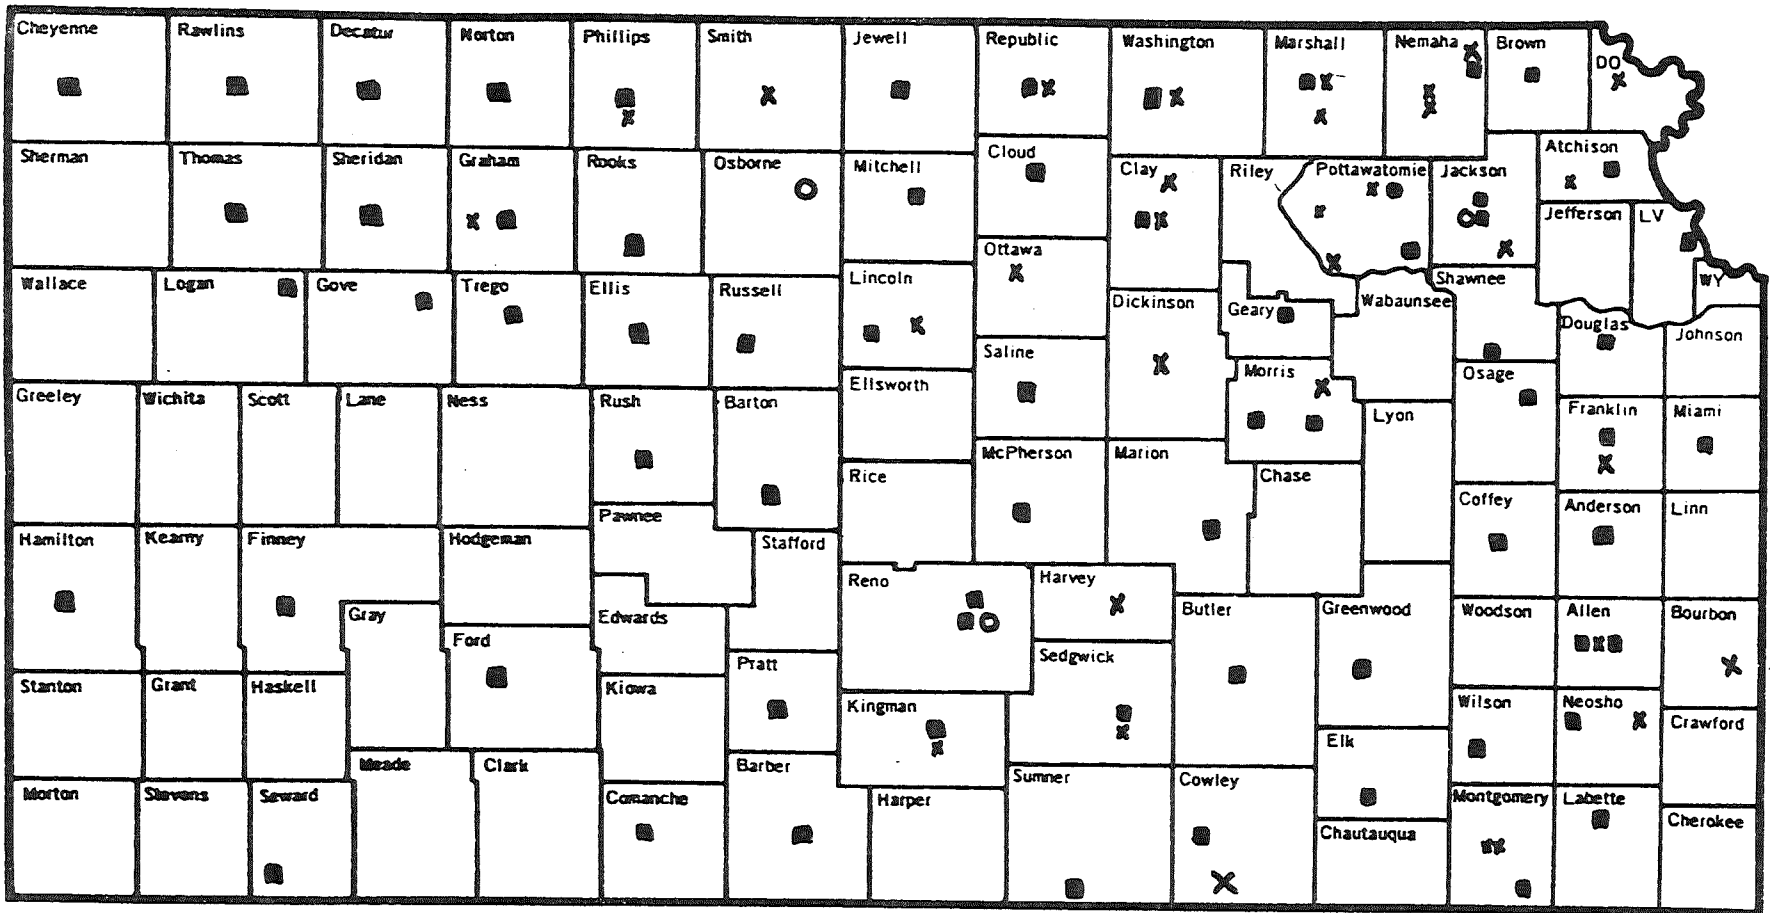 Cheyenne Rawlins Decatur Norton Phillips Smith Jewell Republic Washington Marshall Nemaha Brown DO
Sherman Thomas Sheridan Graham Rooks Osborne Mitchell Cloud Clay Riley Pottawatomie Jackson Atchison
Jefferson LV
Ottawa
Wallace Logan Gove Trego Ellis Russell Lincoln Dickinson Geary Wabaunsee Shawnee WY
Douglas Johnson
Saline
Greeley Wichita Scott Lane Ness Rush Barton Ellsworth Morris Lyon Osage Franklin Miami
McPherson Marion
Rice Chase
Coffey Anderson Linn
Pawnee
Hamilton Kearny Finney Hodgeman Stafford
Reno Harvey
Gray Edwards Butler Greenwood Woodson Allen Bourbon
Ford
Sedgwick
Pratt
Stanton Grant Haskell Kiowa
Kingman Wilson Neosho
Crawford
Elk
Meade Clark Barber
Sumner Cowley
Morton Stevens Seward Comanche Harper Montgomery Labette
Chautauqua Cherokee